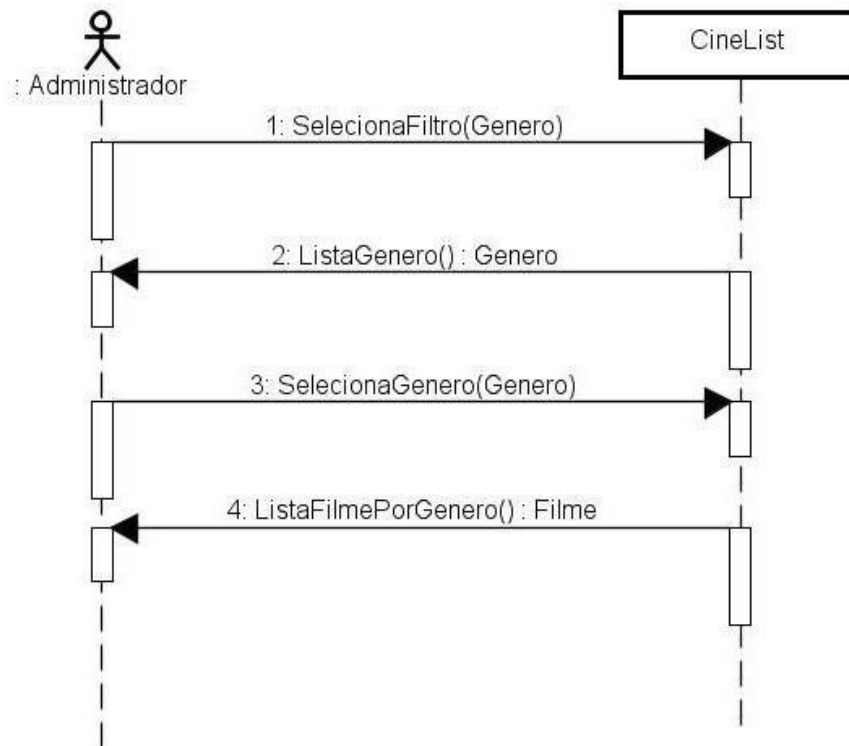 CineList
: Administrador
1: SelecionaFiltro(Genero)
2: ListaGenero() : Genero
3: SelecionaGenero(Genero)
4: ListaFilmePorGenero() : Filme